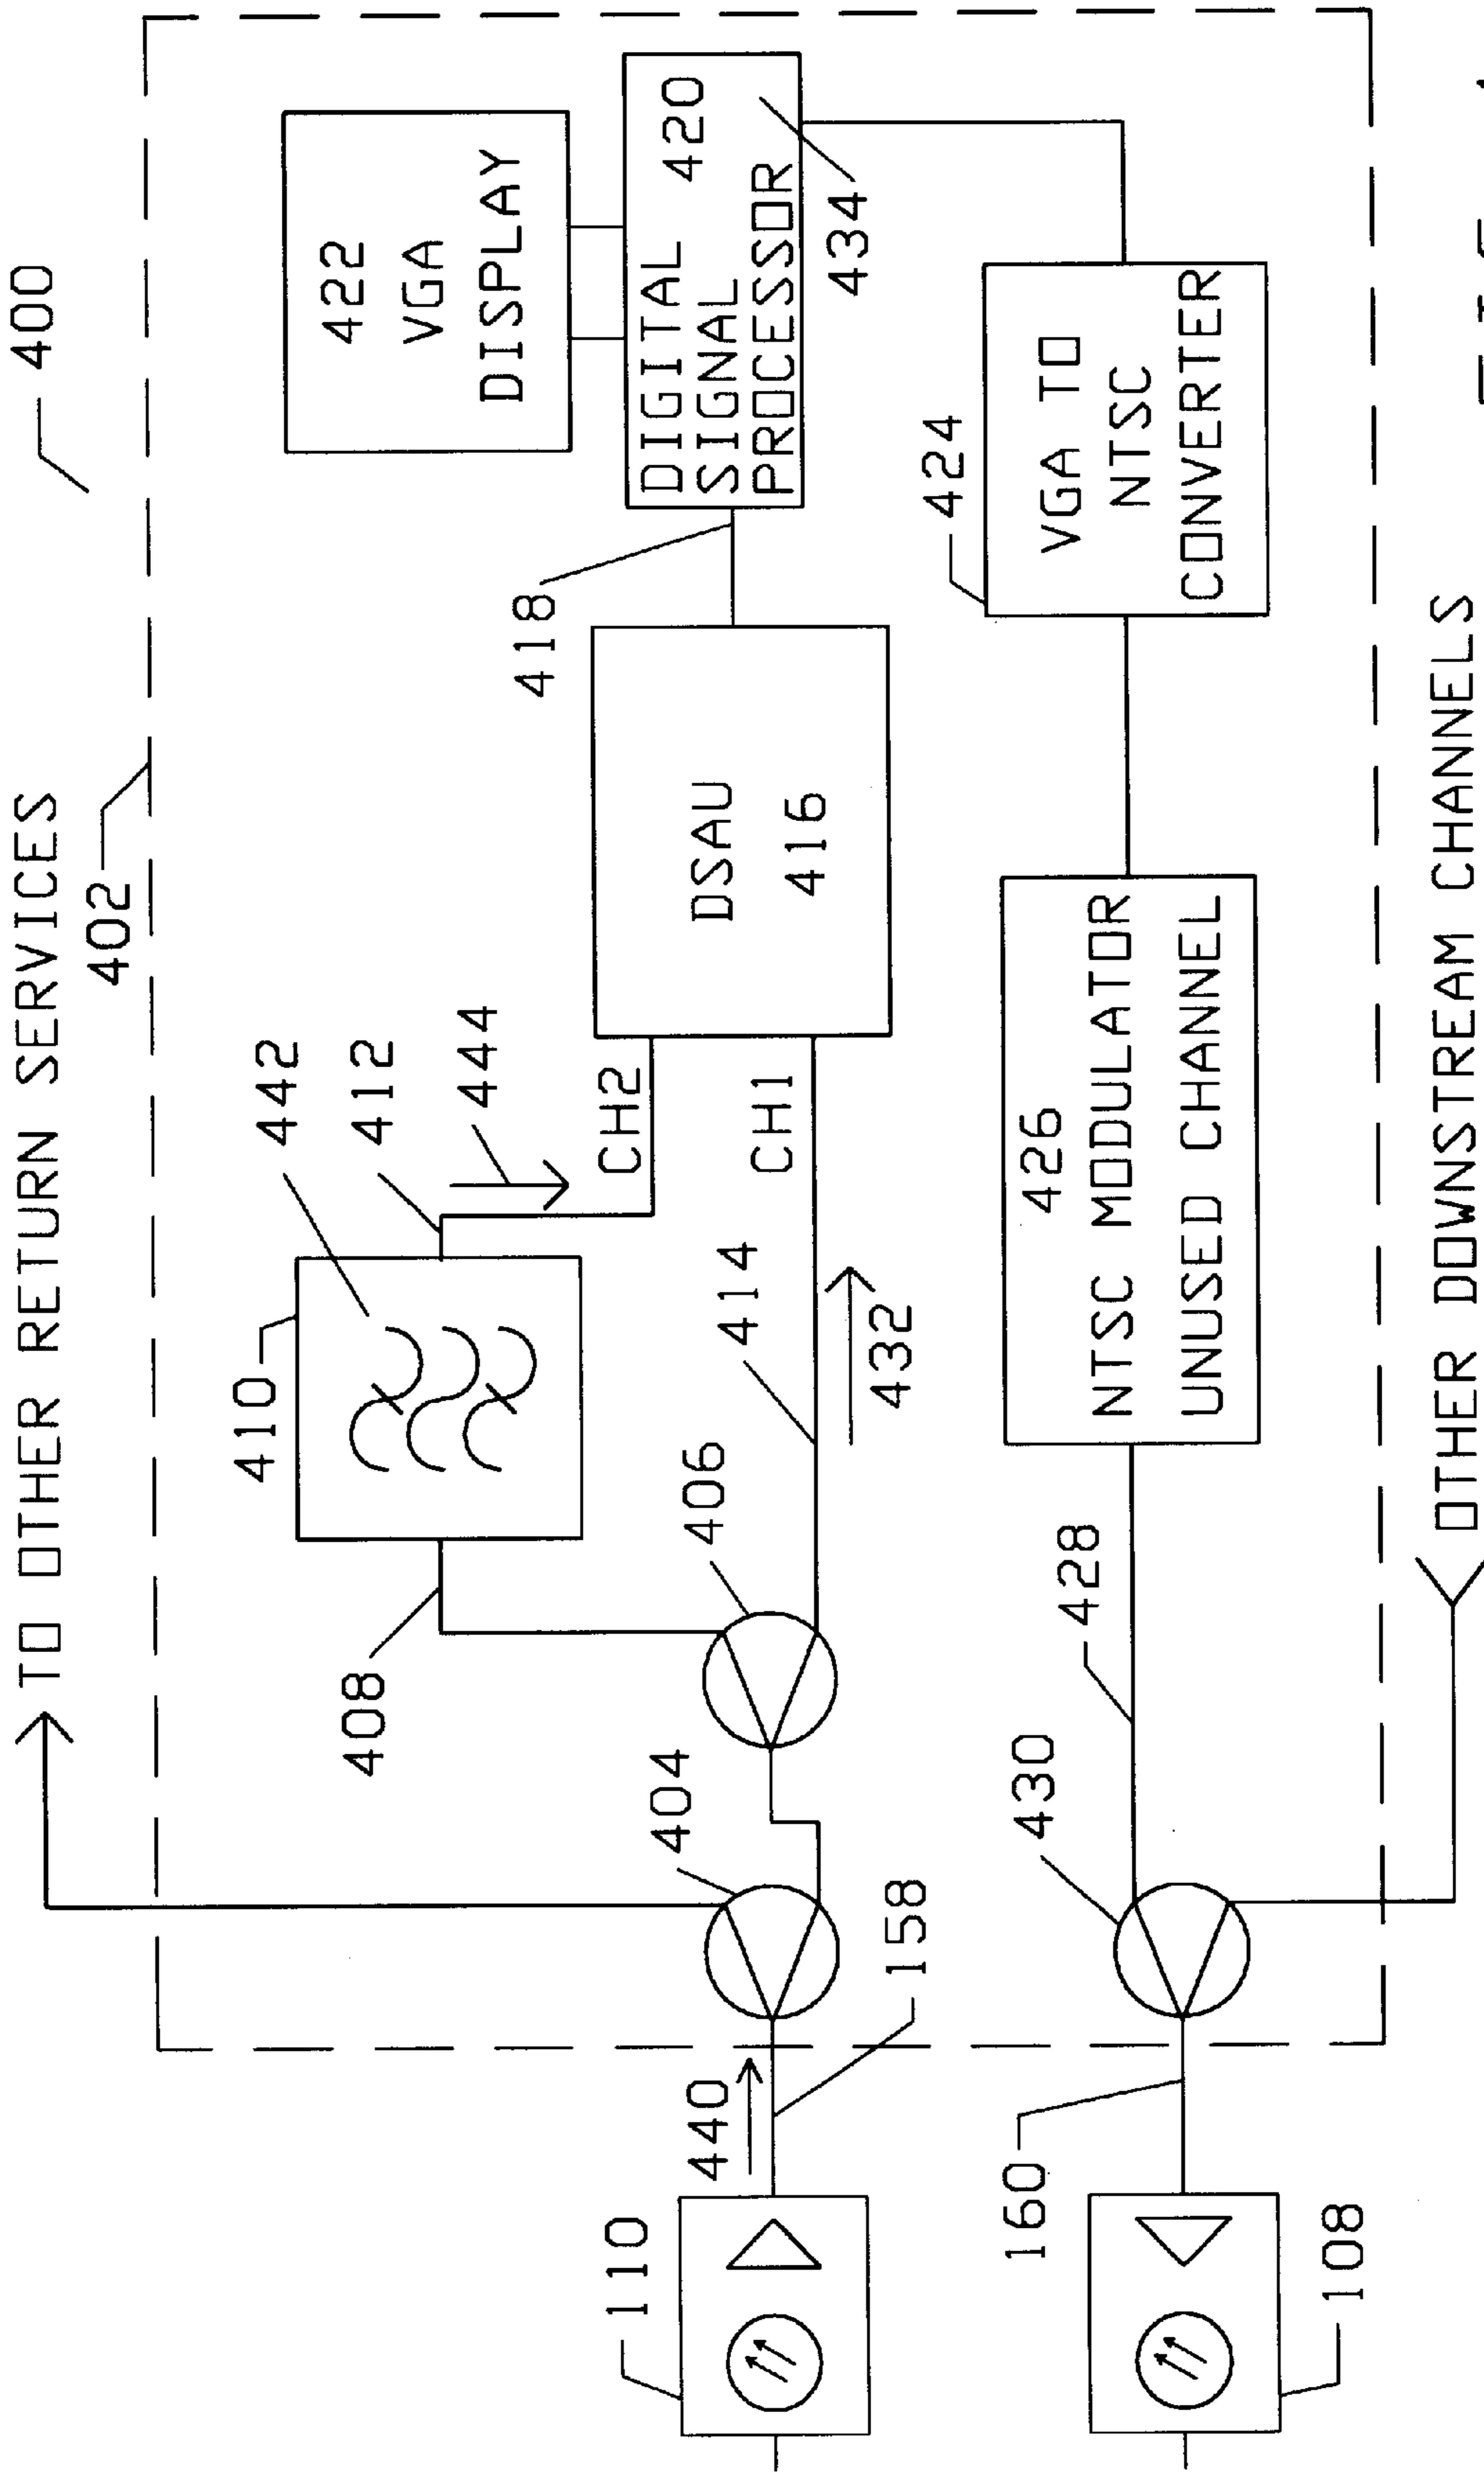 400
TO OTHER RETURN SERVICES
402
422
VGA
DISPLAY
442
412
444
410
408
418
DIGITAL 420
SIGNAL
PROCESSOR
434
CH2
CH1
DSAU
416
406
404
414
432
440
110
158
424
VGA TO
NTSC
CONVERTER
426
NTSC MODULATOR
UNUSED CHANNEL
428
430
160
108
OTHER DOWNSTREAM CHANNELS